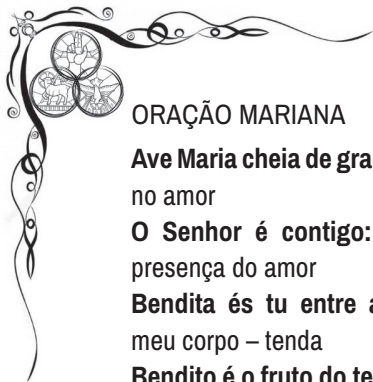 ORAÇÃO MARIANA
Ave Maria cheia de gra
no amor
O Senhor é contigo:
presença do amor
Bendita és tu entre
meu corpo – tenda
Bendito é o fruto do